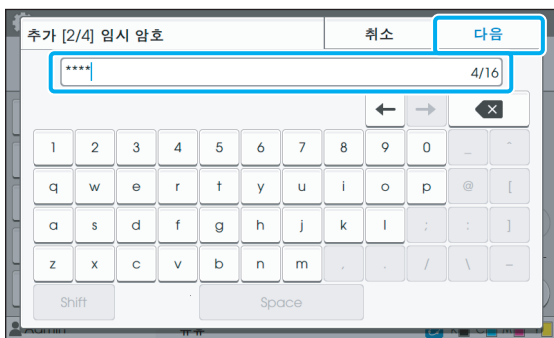 추가 [2/4] 임시 암호 취소 다음
**** 4/16
← →
1 2 3 4 5 6 7 8 9 0 _ ^
q w e r t y u i o p @ [
a s d f g h j k l ; : ]
z x c v b n m , . / \ -
Shift Space
Admin